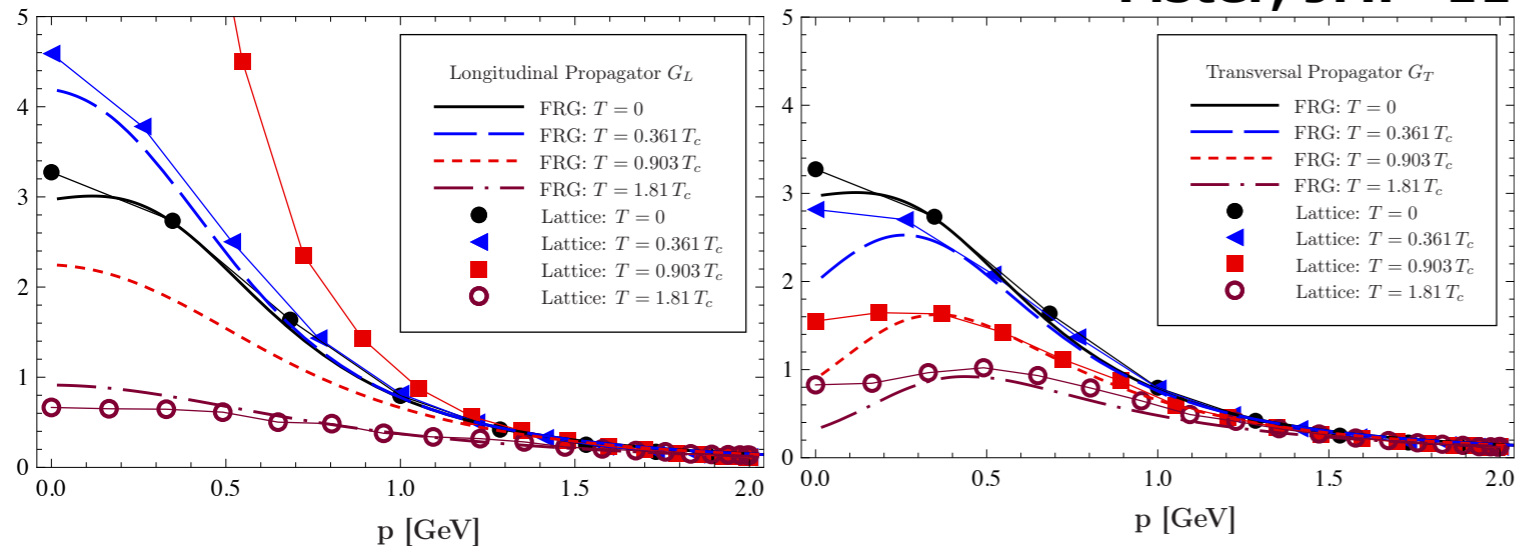 5
4
3
2
1
0
0.0
0.5
1.0
1.5
2.0
p [GeV]
Longitudinal Propagator G_L
FRG: T = 0
FRG: T = 0.361 T_c
FRG: T = 0.903 T_c
FRG: T = 1.81 T_c
Lattice: T = 0
Lattice: T = 0.361 T_c
Lattice: T = 0.903 T_c
Lattice: T = 1.81 T_c
5
4
3
2
1
0
0.0
0.5
1.0
1.5
2.0
p [GeV]
Transversal Propagator G_T
FRG: T = 0
FRG: T = 0.361 T_c
FRG: T = 0.903 T_c
FRG: T = 1.81 T_c
Lattice: T = 0
Lattice: T = 0.361 T_c
Lattice: T = 0.903 T_c
Lattice: T = 1.81 T_c